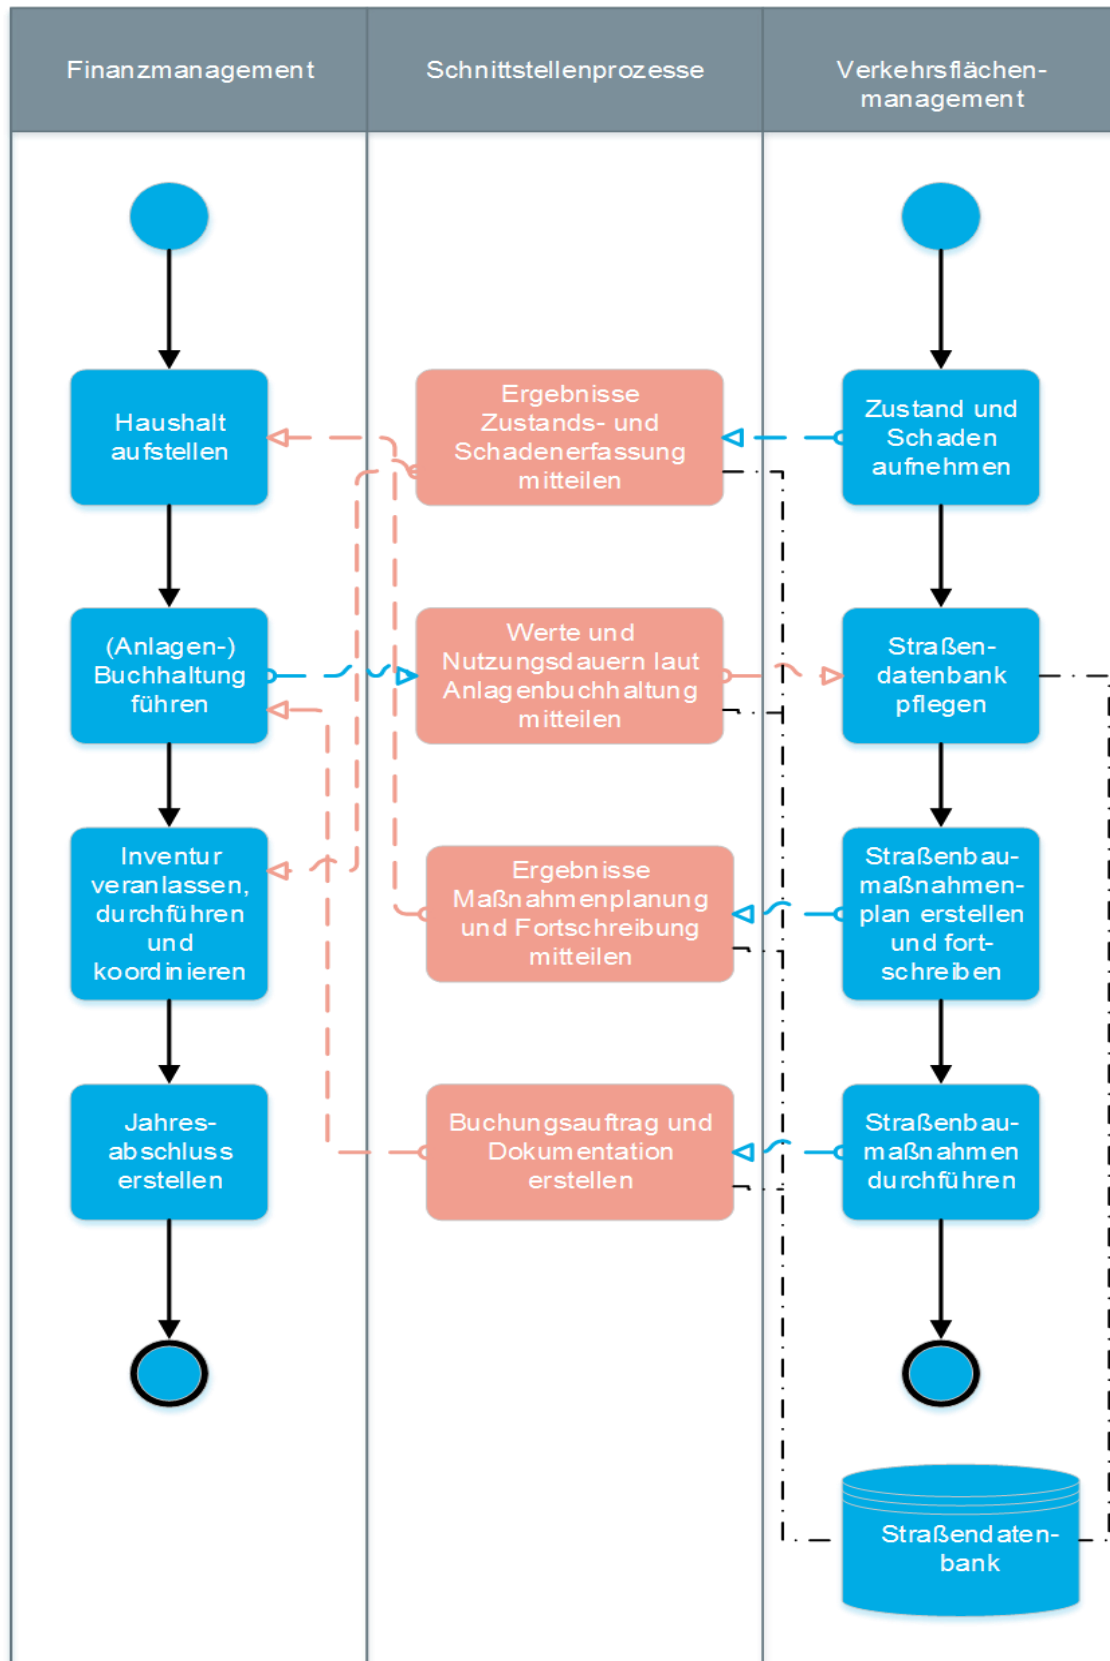 Finanzmanagement
Schnittstellenprozesse
Verkehrsflächen-
management
Haushalt
aufstellen
Ergebnisse
Zustands- und
Schadenerfassung
mitteilen
Zustand und
Schaden
aufnehmen
(Anlagen-)
Buchhaltung
führen
Werte und
Nutzungsdauern laut
Anlagenbuchhaltung
mitteilen
Straßen-
datenbank
pflegen
Inventur
veranlassen,
durchführen
und
koordinieren
Ergebnisse
Maßnahmenplanung
und Fortschreibung
mitteilen
Straßenbau-
maßnahmen-
plan erstellen
und fort-
schreiben
Jahres-
abschluss
erstellen
Buchungsauftrag und
Dokumentation
erstellen
Straßenbau-
maßnahmen
durchführen
Straßendaten-
bank